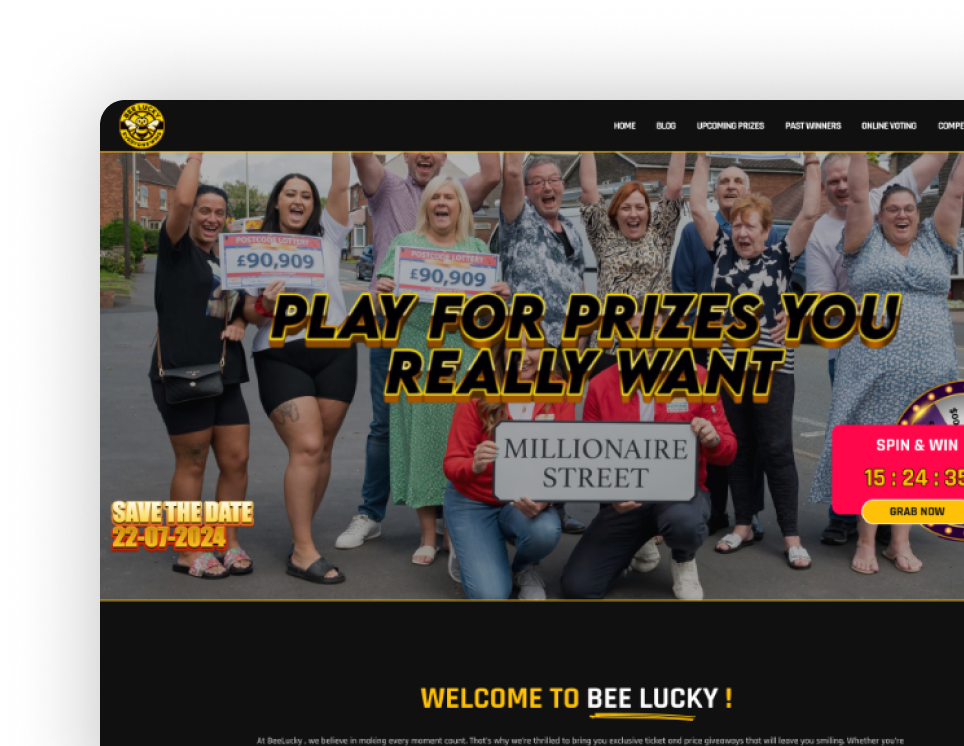 BEE LUCKY
HOME BLOG UPCOMING PRIZES PAST WINNERS ONLINE VOTING COMPE
POSTCODE LOTTERY
£90,909
POSTCODE LOTTERY
£90,909
PLAY FOR PRIZES YOU
REALLY WANT
MILLIONAIRE
STREET
SPIN & WIN
15 : 24 : 35
GRAB NOW
SAVE THE DATE
22-07-2024
WELCOME TO BEE LUCKY !
At BeeLucky , we believe in making every moment count. That's why we're thrilled to bring you exclusive ticket and price giveaways that will leave you smiling. Whether you're